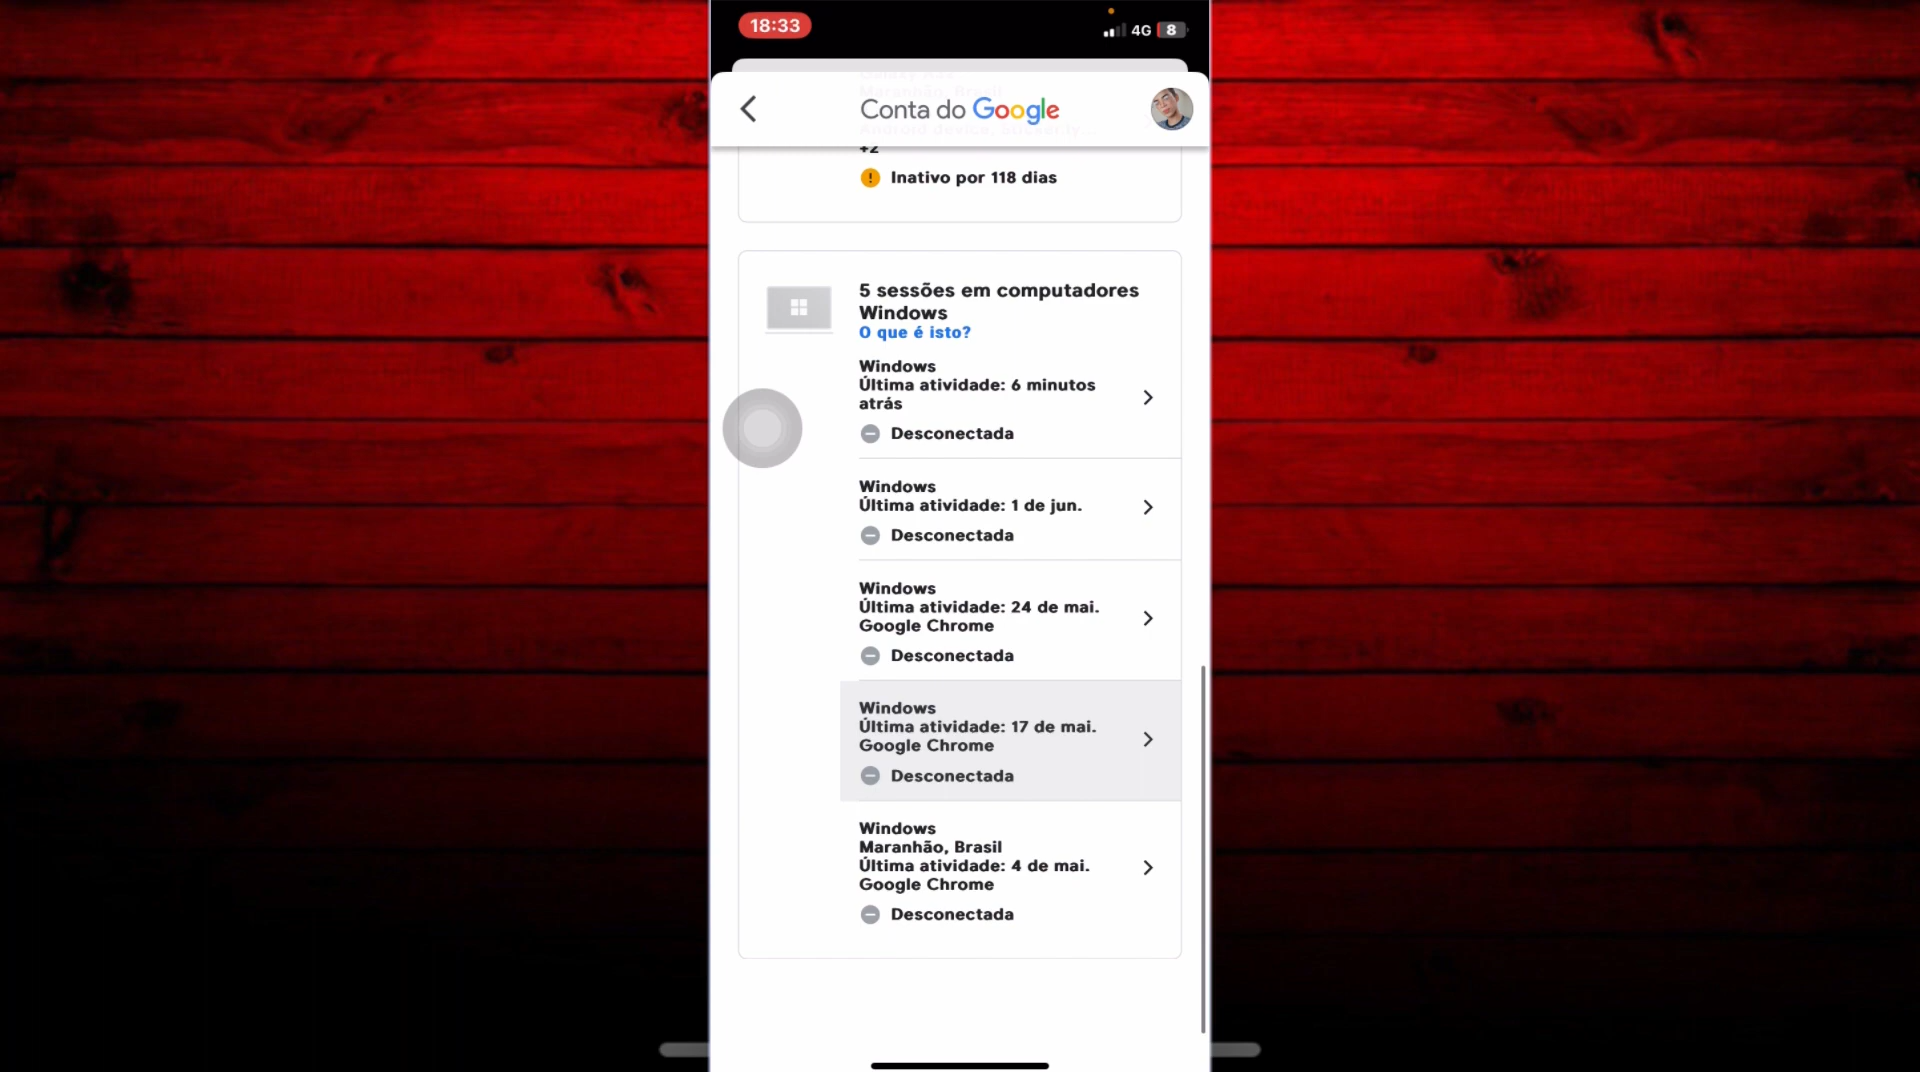 18:33
4G 8
Maranhão, Brasil
Conta do Google
+2
Inativo por 118 dias
5 sessões em computadores
Windows
O que é isto?
Windows
Última atividade: 6 minutos
atrás
Desconectada
Windows
Última atividade: 1 de jun.
Desconectada
Windows
Última atividade: 24 de mai.
Google Chrome
Desconectada
Windows
Última atividade: 17 de mai.
Google Chrome
Desconectada
Windows
Maranhão, Brasil
Última atividade: 4 de mai.
Google Chrome
Desconectada